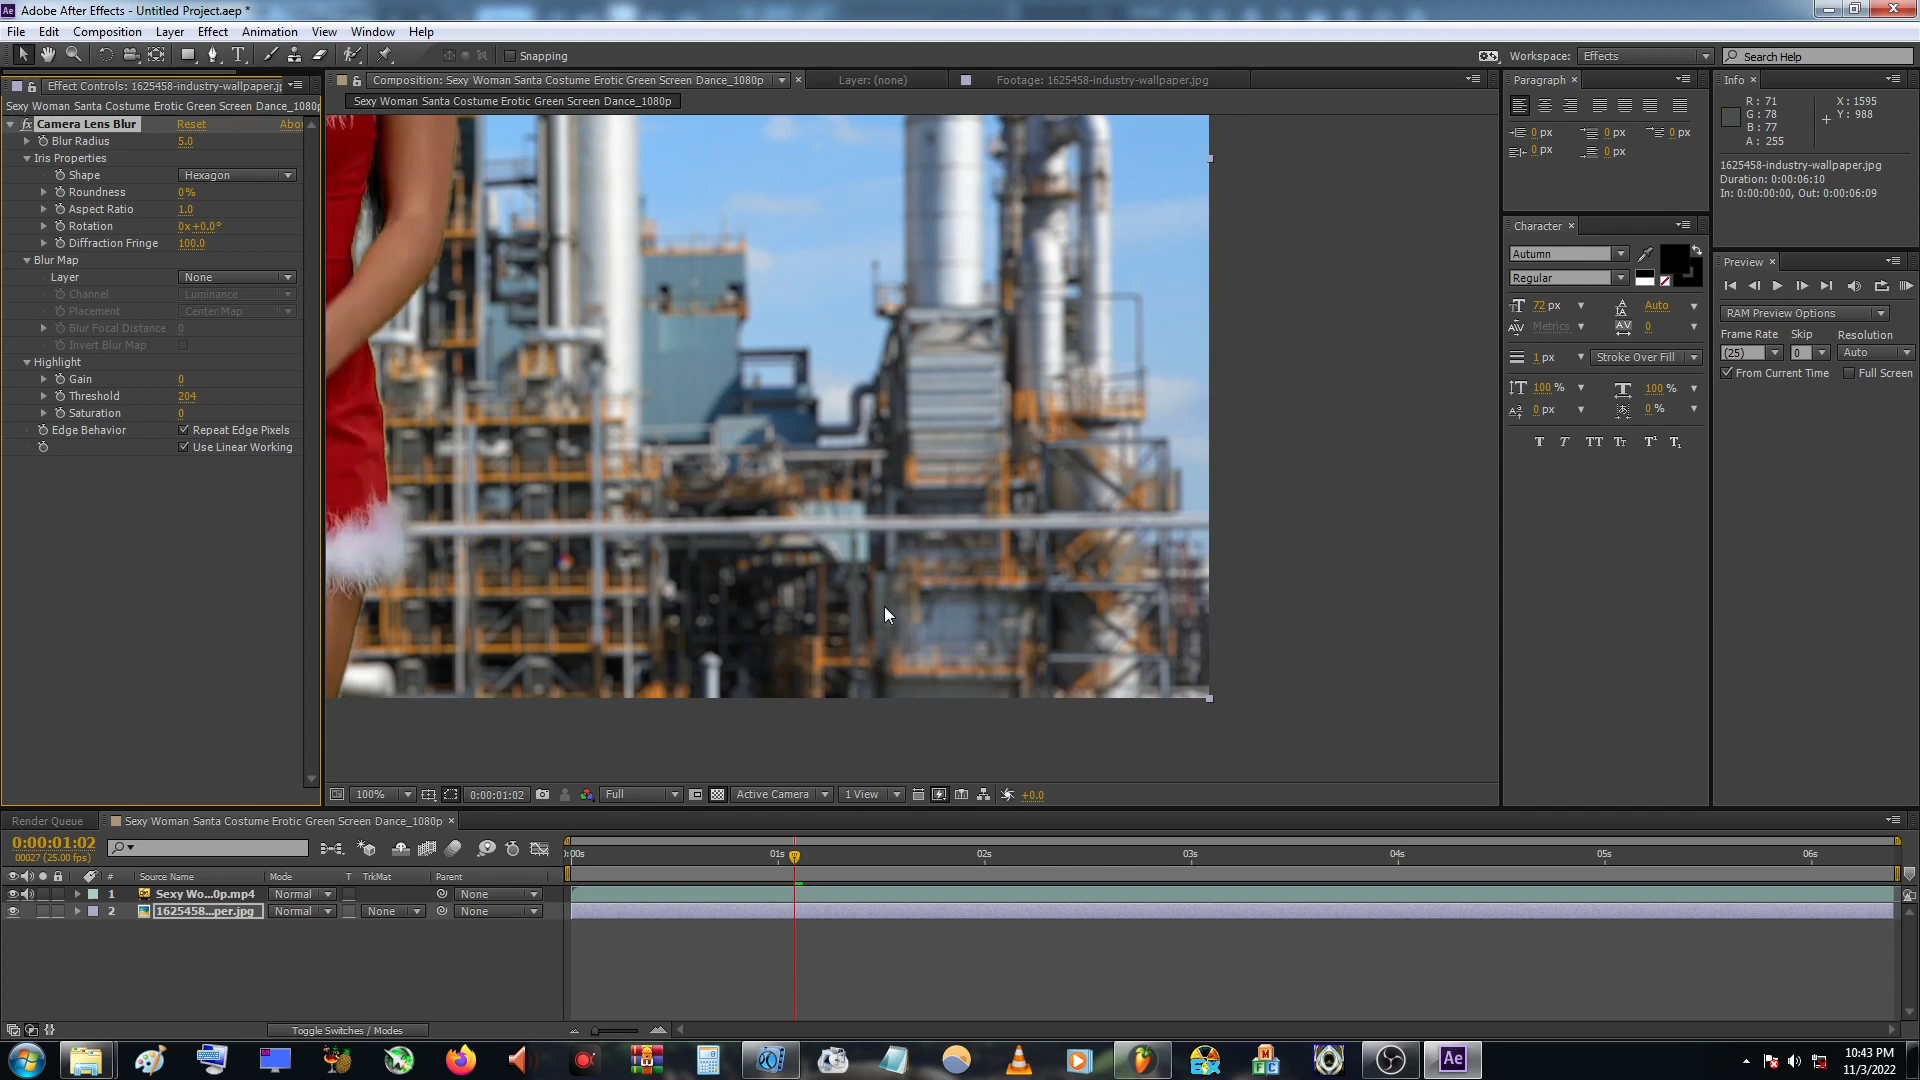 Adobe After Effects - Untitled Project.aep *
File Edit Composition Layer Effect Animation View Window Help
Snapping
Workspace: Effects
Search Help
Effect Controls: 1625458-industry-wallpaper.jp
Sexy Woman Santa Costume Erotic Green Screen Dance_1080p
Camera Lens Blur Reset Abo
Blur Radius 5.0
Iris Properties
Shape Hexagon
Roundness 0%
Aspect Ratio 1.0
Rotation 0x+0.0°
Diffraction Fringe 100.0
Blur Map
Layer None
Channel Luminance
Placement Center Map
Blur Focal Distance 0
Invert Blur Map
Highlight
Gain 0
Threshold 204
Saturation 0
Edge Behavior Repeat Edge Pixels
Use Linear Working
Composition: Sexy Woman Santa Costume Erotic Green Screen Dance_1080p
Layer: (none)
Footage: 1625458-industry-wallpaper.jpg
Sexy Woman Santa Costume Erotic Green Screen Dance_1080p
100% 0:00:01:02 Full Active Camera 1 View +0.0
Paragraph
0 px 0 px 0 px
0 px 0 px
Character
Autumn
Regular
72 px Auto
Metrics 0
1 px Stroke Over Fill
100 % 100 %
0 px 0 %
T T TT Tt T¹ T₁
Info
R: 71 X: 1595
G: 78 Y: 988
B: 77
A: 255
1625458-industry-wallpaper.jpg
Duration: 0:00:06:10
In: 0:00:00:00, Out: 0:00:06:09
Preview
RAM Preview Options
Frame Rate Skip Resolution
(25) 0 Auto
From Current Time Full Screen
Render Queue
Sexy Woman Santa Costume Erotic Green Screen Dance_1080p
0:00:01:02
00027 (25.00 fps)
# Source Name Mode T TrkMat Parent
1 Sexy Wo...0p.mp4 Normal None
2 1625458...per.jpg Normal None None
:00s 01s 02s 03s 04s 05s 06s
Toggle Switches / Modes
Ae
10:43 PM
11/3/2022